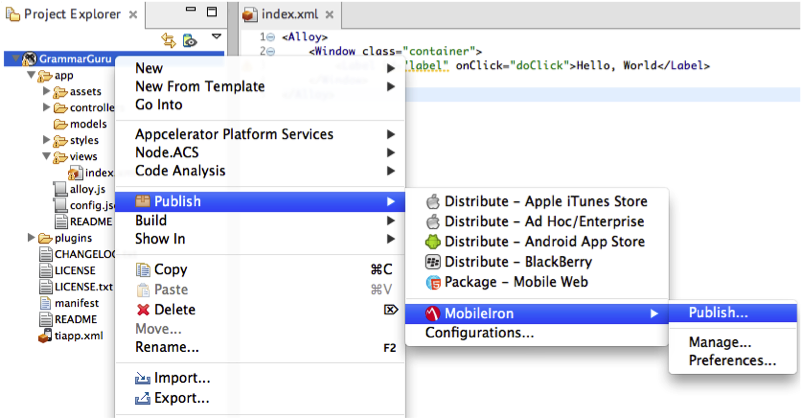 Project Explorer
GrammarGuru
app
assets
controlle
models
styles
views
index
alloy.js
config.js
README
plugins
CHANGELOG
LICENSE
LICENSE.txt
manifest
README
tiapp.xml
index.xml
1 <Alloy>
2 <Window class="container">
"label" onClick="doClick">Hello, World</Label>
New
New From Template
Go Into
Appcelerator Platform Services
Node.ACS
Code Analysis
Publish
Build
Show In
Copy ⌘C
Paste ⌘V
Delete ⌦
Move...
Rename... F2
Import...
Export...
Distribute - Apple iTunes Store
Distribute - Ad Hoc/Enterprise
Distribute - Android App Store
Distribute - BlackBerry
Package - Mobile Web
MobileIron
Configurations...
Publish...
Manage...
Preferences...